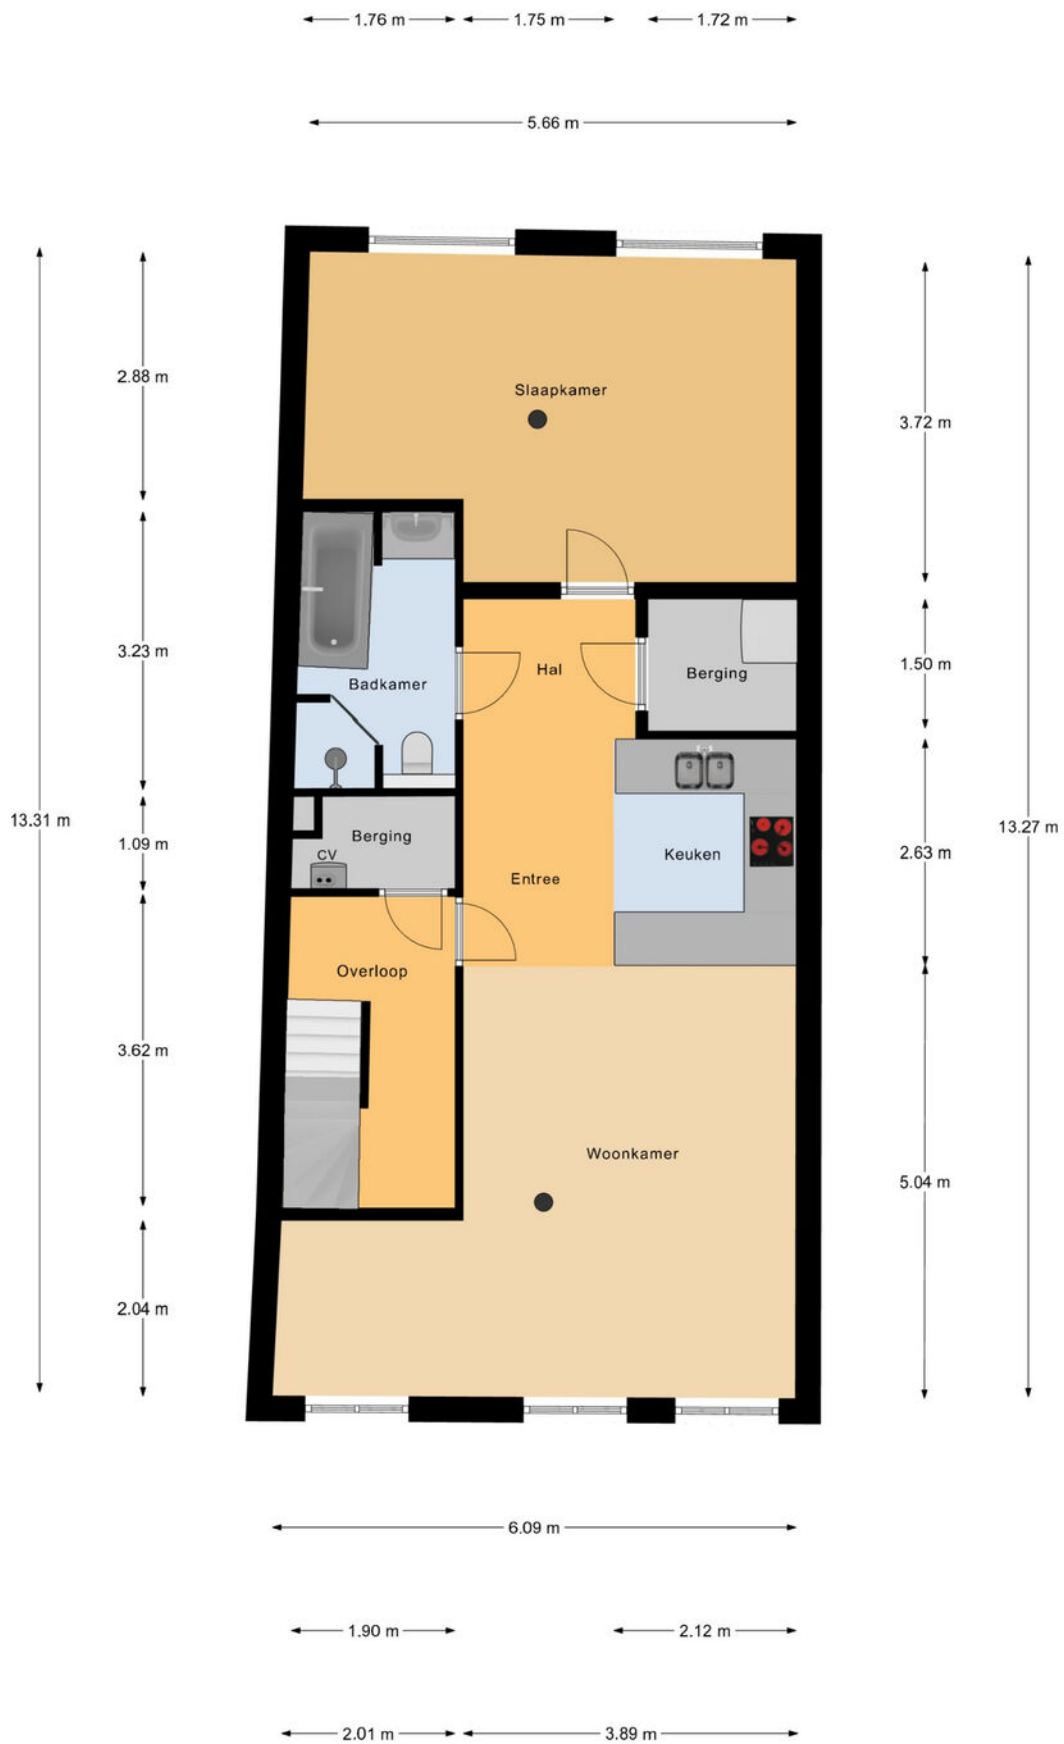 1.76 m
1.75 m
1.72 m
5.66 m
2.88 m
Slaapkamer
3.72 m
3.23 m
Badkamer
Hal
Berging
1.50 m
13.31 m
1.09 m
Berging
CV
Entree
Keuken
2.63 m
13.27 m
Overloop
3.62 m
Woonkamer
5.04 m
2.04 m
6.09 m
1.90 m
2.12 m
2.01 m
3.89 m